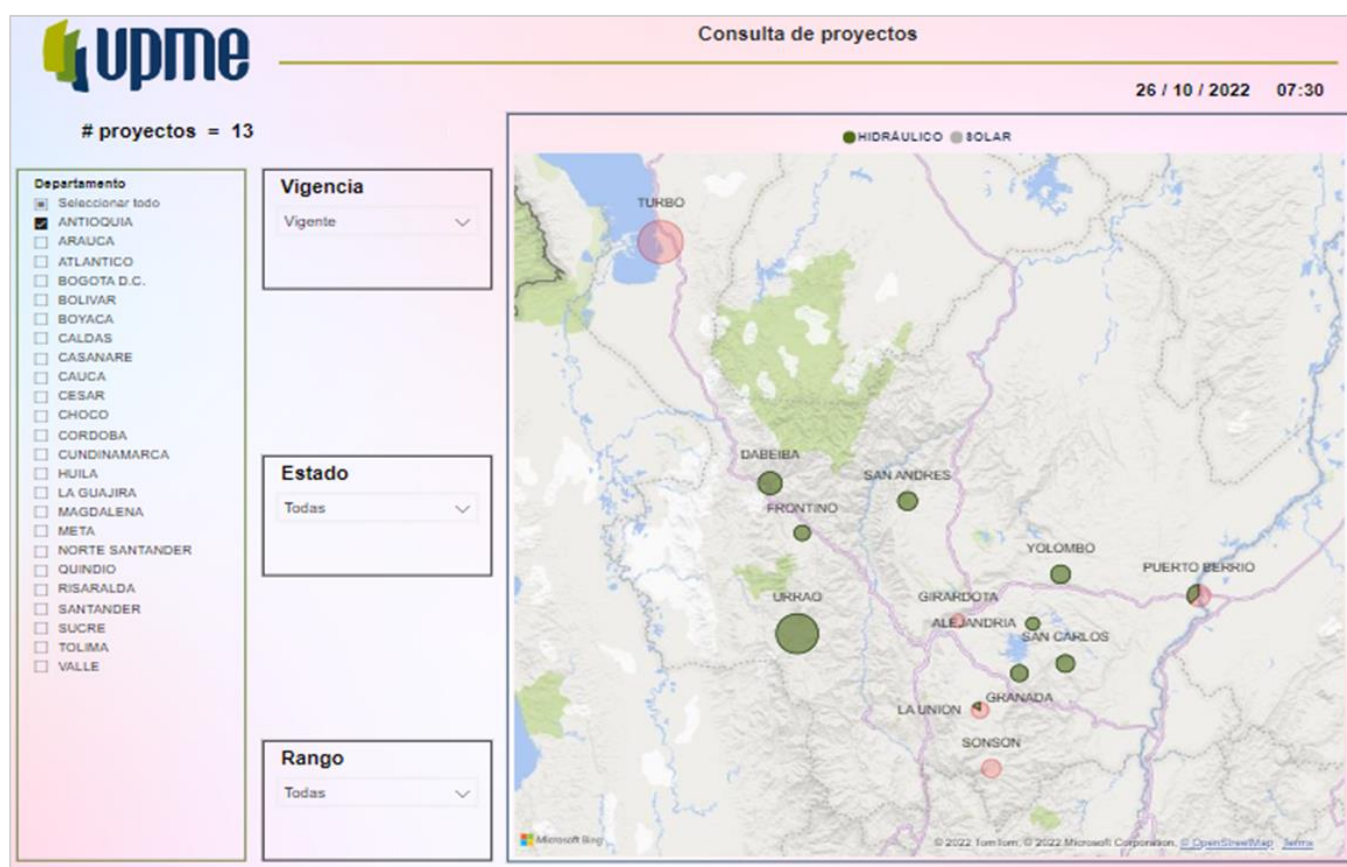 upme
Consulta de proyectos
26 / 10 / 2022 07:30
# proyectos = 13
Departamento
Seleccionar todo
ANTIOQUIA
ARAUCA
ATLANTICO
BOGOTA D.C.
BOLIVAR
BOYACA
CALDAS
CASANARE
CAUCA
CESAR
CHOCO
CORDOBA
CUNDINAMARCA
HUILA
LA GUAJIRA
MAGDALENA
META
NORTE SANTANDER
QUINDIO
RISARALDA
SANTANDER
SUCRE
TOLIMA
VALLE
Vigencia
Vigente
Estado
Todas
Rango
Todas
HIDRÁULICO SOLAR
TURBO
DABEIBA
SAN ANDRES
FRONTINO
YOLOMBO
PUERTO BERRIO
URRAO
GIRARDOTA
ALEJANDRIA
SAN CARLOS
GRANADA
LA UNION
SONSON
Microsoft Bing
© 2022 TomTom, © 2022 Microsoft Corporation, © OpenStreetMap Terms